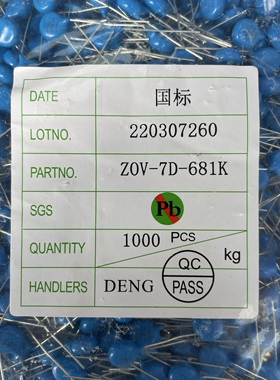 DATE 国标
LOTNO. 220307260
PARTNO. ZOV-7D-681K
SGS Pb
QUANTITY 1000 PCS kg
HANDLERS DENG QC PASS